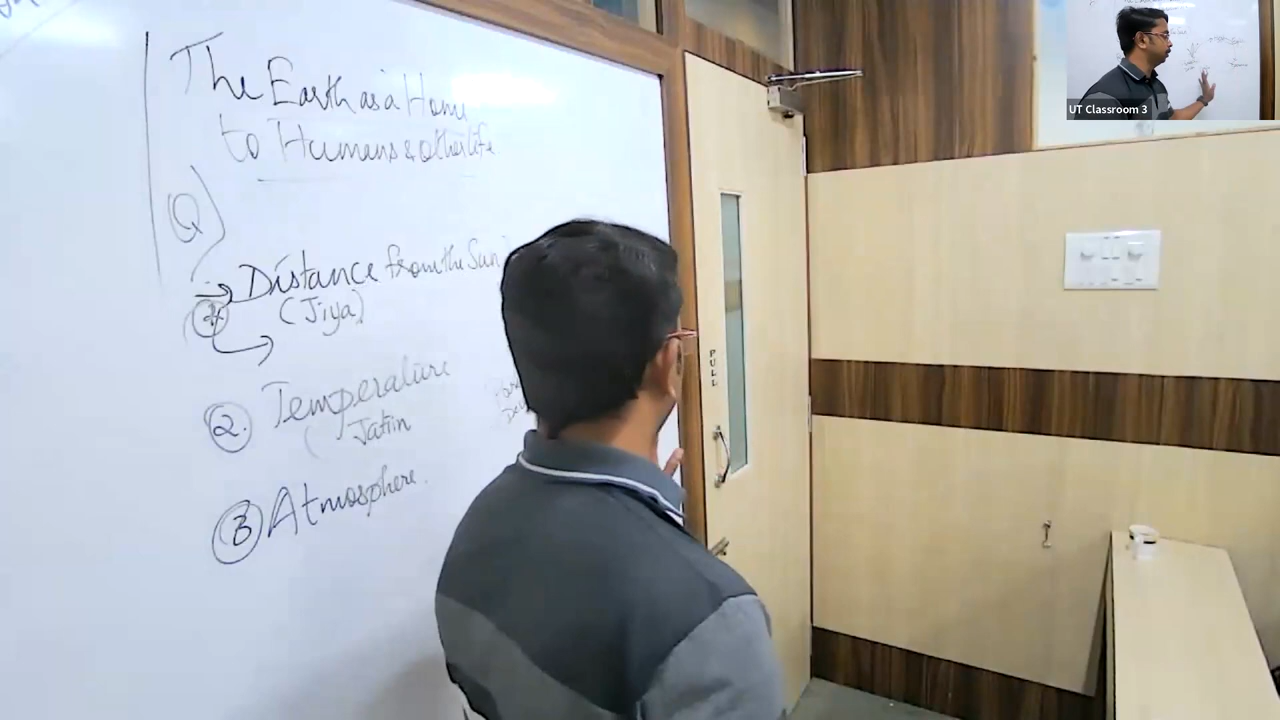 The Earth as a Home
to Humans & other life
Q)
→ Distance from the Sun
(Jiya)
2. Temperature
( Jatin
3 Atmosphere.
PULL
UT Classroom 3